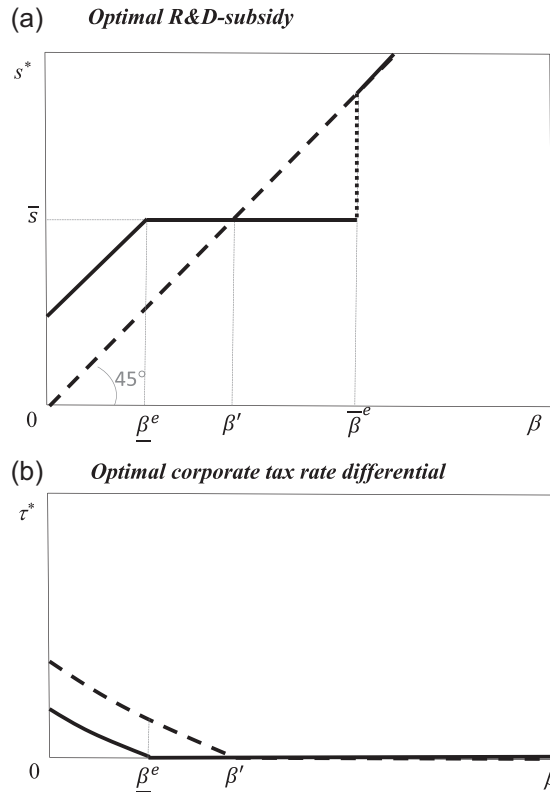 (a) Optimal R&D-subsidy
s*
s̅
45°
0 β̲ᵉ β′ β̅ᵉ β
(b) Optimal corporate tax rate differential
τ*
0 β̲ᵉ β′ β